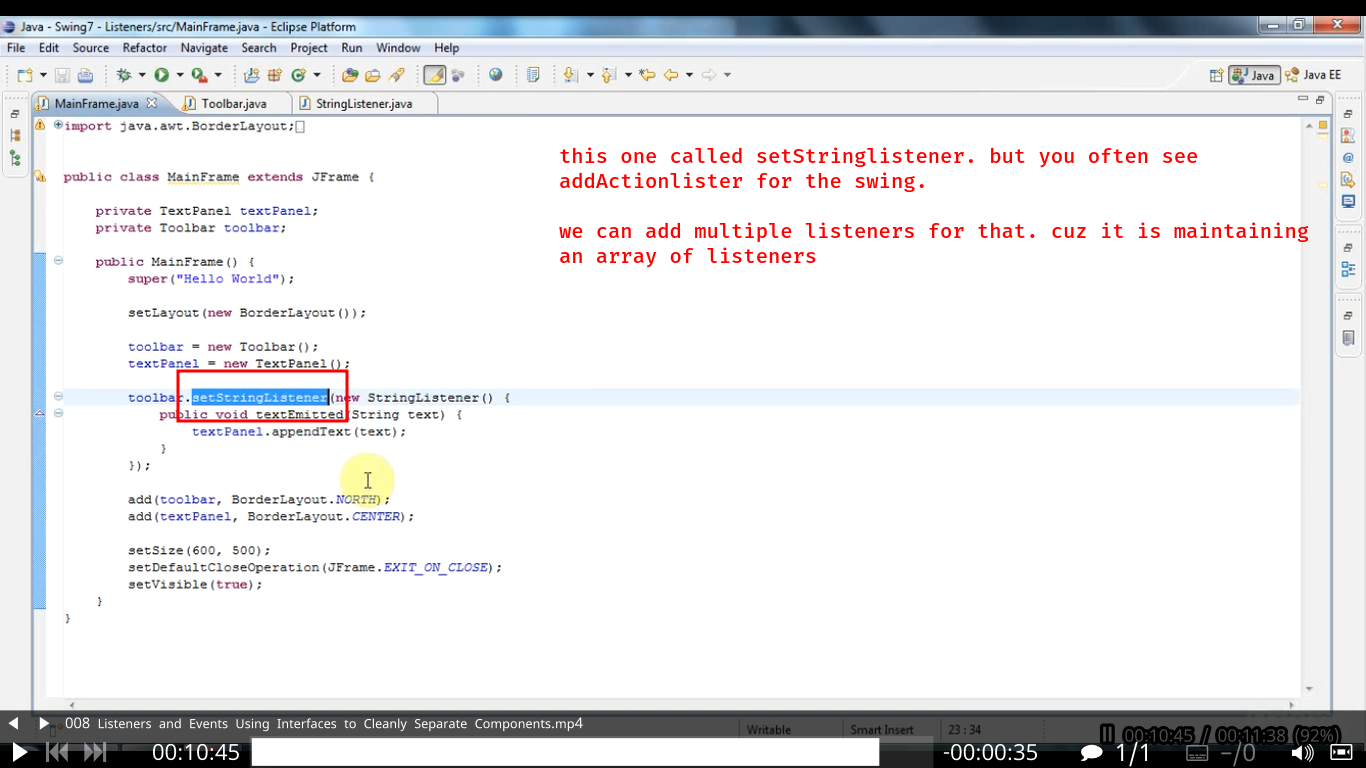 Java - Swing7 - Listeners/src/MainFrame.java - Eclipse Platform
File Edit Source Refactor Navigate Search Project Run Window Help
Java Java EE
MainFrame.java Toolbar.java StringListener.java
import java.awt.BorderLayout;
this one called setStringlistener. but you often see
addActionlister for the swing.
public class MainFrame extends JFrame {
private TextPanel textPanel;
private Toolbar toolbar;
we can add multiple listeners for that. cuz it is maintaining
an array of listeners
public MainFrame() {
super("Hello World");
setLayout(new BorderLayout());
toolbar = new Toolbar();
textPanel = new TextPanel();
toolbar.setStringListener(new StringListener() {
public void textEmitted(String text) {
textPanel.appendText(text);
}
});
add(toolbar, BorderLayout.NORTH);
add(textPanel, BorderLayout.CENTER);
setSize(600, 500);
setDefaultCloseOperation(JFrame.EXIT_ON_CLOSE);
setVisible(true);
}
}
008 Listeners and Events Using Interfaces to Cleanly Separate Components.mp4
Writable Smart Insert 23 : 34
00:10:45 / 00:11:38 (92%)
00:10:45 -00:00:35 1/1 -/0